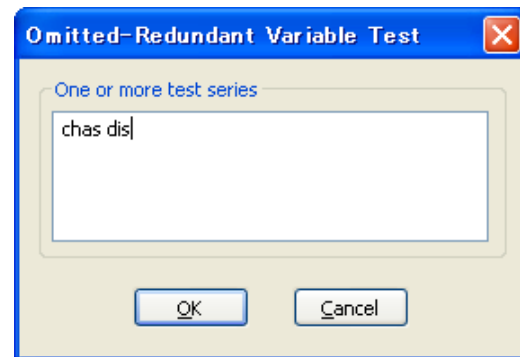 Omitted-Redundant Variable Test
One or more test series
chas dis
OK
Cancel